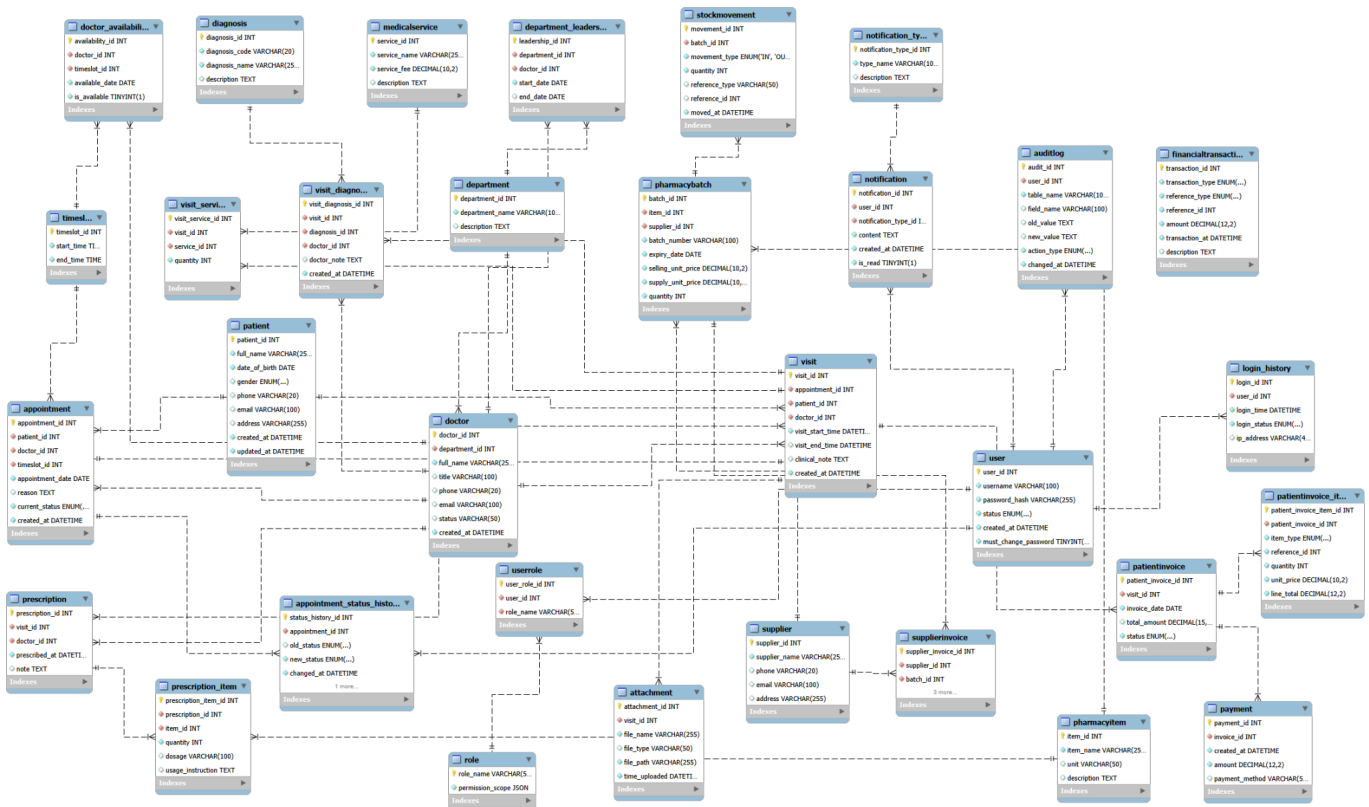 doctor_availabili...
availability_id INT
doctor_id INT
timeslot_id INT
available_date DATE
is_available TINYINT(1)
Indexes
diagnosis
diagnosis_id INT
diagnosis_code VARCHAR(20)
diagnosis_name VARCHAR(25...
description TEXT
Indexes
medicalservice
service_id INT
service_name VARCHAR(25...
service_fee DECIMAL(10,2)
description TEXT
Indexes
department_leaders...
leadership_id INT
department_id INT
doctor_id INT
start_date DATE
end_date DATE
Indexes
stockmovement
movement_id INT
batch_id INT
movement_type ENUM('IN', 'OU...
quantity INT
reference_type VARCHAR(50)
reference_id INT
moved_at DATETIME
Indexes
notification_ty...
notification_type_id INT
type_name VARCHAR(10...
description TEXT
Indexes
timesl...
timeslot_id INT
start_time TI...
end_time TIME
Indexes
visit_servi...
visit_service_id INT
visit_id INT
service_id INT
quantity INT
Indexes
visit_diagno...
visit_diagnosis_id INT
visit_id INT
diagnosis_id INT
doctor_id INT
doctor_note TEXT
created_at DATETIME
Indexes
department
department_id INT
department_name VARCHAR(10...
description TEXT
Indexes
pharmacybatch
batch_id INT
item_id INT
supplier_id INT
batch_number VARCHAR(100)
expiry_date DATE
selling_unit_price DECIMAL(10,2)
supply_unit_price DECIMAL(10,...
quantity INT
Indexes
notification
notification_id INT
user_id INT
notification_type_id I...
content TEXT
created_at DATETIME
is_read TINYINT(1)
Indexes
auditlog
audit_id INT
user_id INT
table_name VARCHAR(10...
field_name VARCHAR(100)
old_value TEXT
new_value TEXT
action_type ENUM(...)
changed_at DATETIME
Indexes
financialtransacti...
transaction_id INT
transaction_type ENUM(...)
reference_type ENUM(...)
reference_id INT
amount DECIMAL(12,2)
transaction_at DATETIME
description TEXT
Indexes
patient
patient_id INT
full_name VARCHAR(25...
date_of_birth DATE
gender ENUM(...)
phone VARCHAR(20)
email VARCHAR(100)
address VARCHAR(255)
created_at DATETIME
updated_at DATETIME
Indexes
appointment
appointment_id INT
patient_id INT
doctor_id INT
timeslot_id INT
appointment_date DATE
reason TEXT
current_status ENUM(...
created_at DATETIME
Indexes
doctor
doctor_id INT
department_id INT
full_name VARCHAR(25...
title VARCHAR(100)
phone VARCHAR(20)
email VARCHAR(100)
status VARCHAR(50)
created_at DATETIME
Indexes
visit
visit_id INT
appointment_id INT
patient_id INT
doctor_id INT
visit_start_time DATETI...
visit_end_time DATETIME
clinical_note TEXT
created_at DATETIME
Indexes
user
user_id INT
username VARCHAR(100)
password_hash VARCHAR(255)
status ENUM(...)
created_at DATETIME
must_change_password TINYINT(...
Indexes
login_history
login_id INT
user_id INT
login_time DATETIME
login_status ENUM(...)
ip_address VARCHAR(4...
Indexes
patientinvoice_it...
patient_invoice_item_id INT
patient_invoice_id INT
item_type ENUM(...)
reference_id INT
quantity INT
unit_price DECIMAL(10,2)
line_total DECIMAL(12,2)
Indexes
prescription
prescription_id INT
visit_id INT
doctor_id INT
prescribed_at DATETI...
note TEXT
Indexes
prescription_item
prescription_item_id INT
prescription_id INT
item_id INT
quantity INT
dosage VARCHAR(100)
usage_instruction TEXT
Indexes
appointment_status_histo...
status_history_id INT
appointment_id INT
old_status ENUM(...)
new_status ENUM(...)
changed_at DATETIME
1 more...
Indexes
userrole
user_role_id INT
user_id INT
role_name VARCHAR(5...
Indexes
role
role_name VARCHAR(5...
permission_scope JSON
Indexes
attachment
attachment_id INT
visit_id INT
file_name VARCHAR(255)
file_type VARCHAR(50)
file_path VARCHAR(255)
time_uploaded DATETI...
Indexes
supplier
supplier_id INT
supplier_name VARCHAR(25...
phone VARCHAR(20)
email VARCHAR(100)
address VARCHAR(255)
Indexes
supplierinvoice
supplier_invoice_id INT
supplier_id INT
batch_id INT
3 more...
Indexes
patientinvoice
patient_invoice_id INT
visit_id INT
invoice_date DATE
total_amount DECIMAL(15,...
status ENUM(...)
Indexes
pharmacyitem
item_id INT
item_name VARCHAR(25...
unit VARCHAR(50)
description TEXT
Indexes
payment
payment_id INT
invoice_id INT
created_at DATETIME
amount DECIMAL(12,2)
payment_method VARCHAR(5...
Indexes